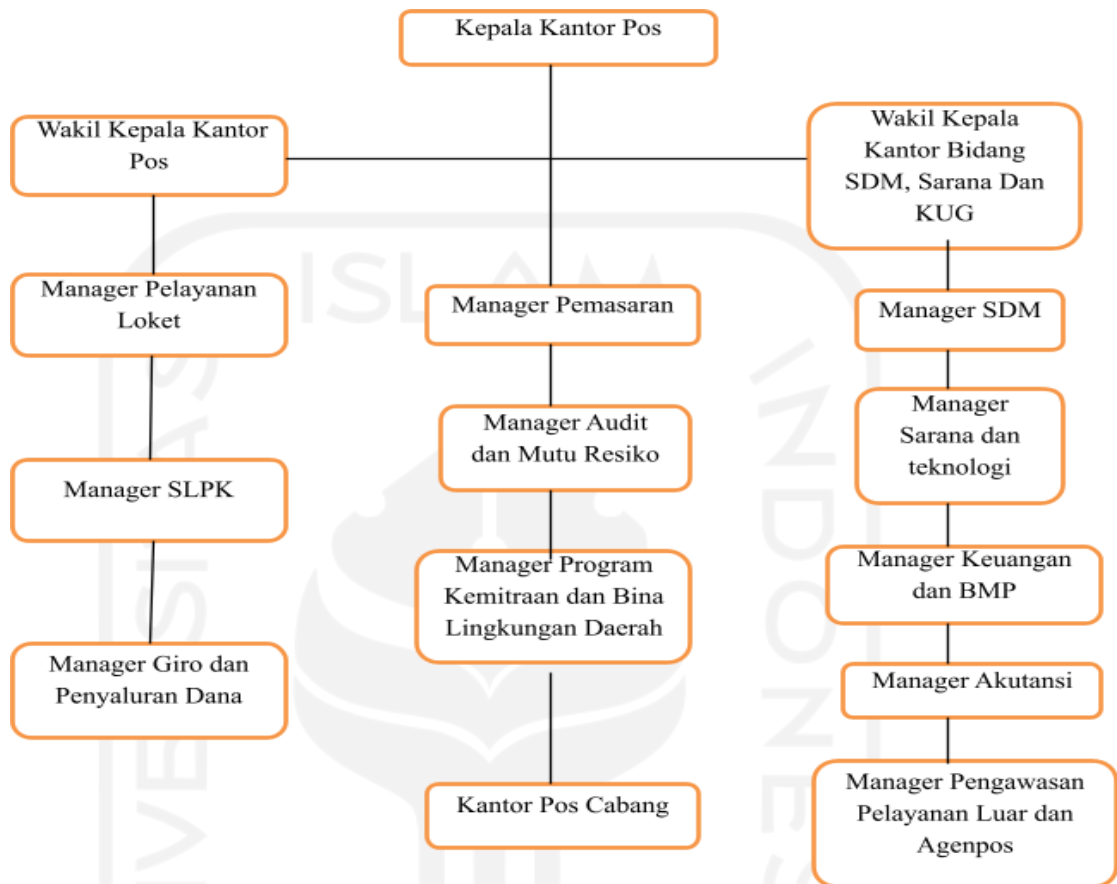 Kepala Kantor Pos
Wakil Kepala Kantor
Pos
Wakil Kepala
Kantor Bidang
SDM, Sarana Dan
KUG
Manager Pelayanan
Loket
Manager SLPK
Manager Giro dan
Penyaluran Dana
Manager Pemasaran
Manager Audit
dan Mutu Resiko
Manager Program
Kemitraan dan Bina
Lingkungan Daerah
Kantor Pos Cabang
Manager SDM
Manager
Sarana dan
teknologi
Manager Keuangan
dan BMP
Manager Akutansi
Manager Pengawasan
Pelayanan Luar dan
Agenpos
ISLAM